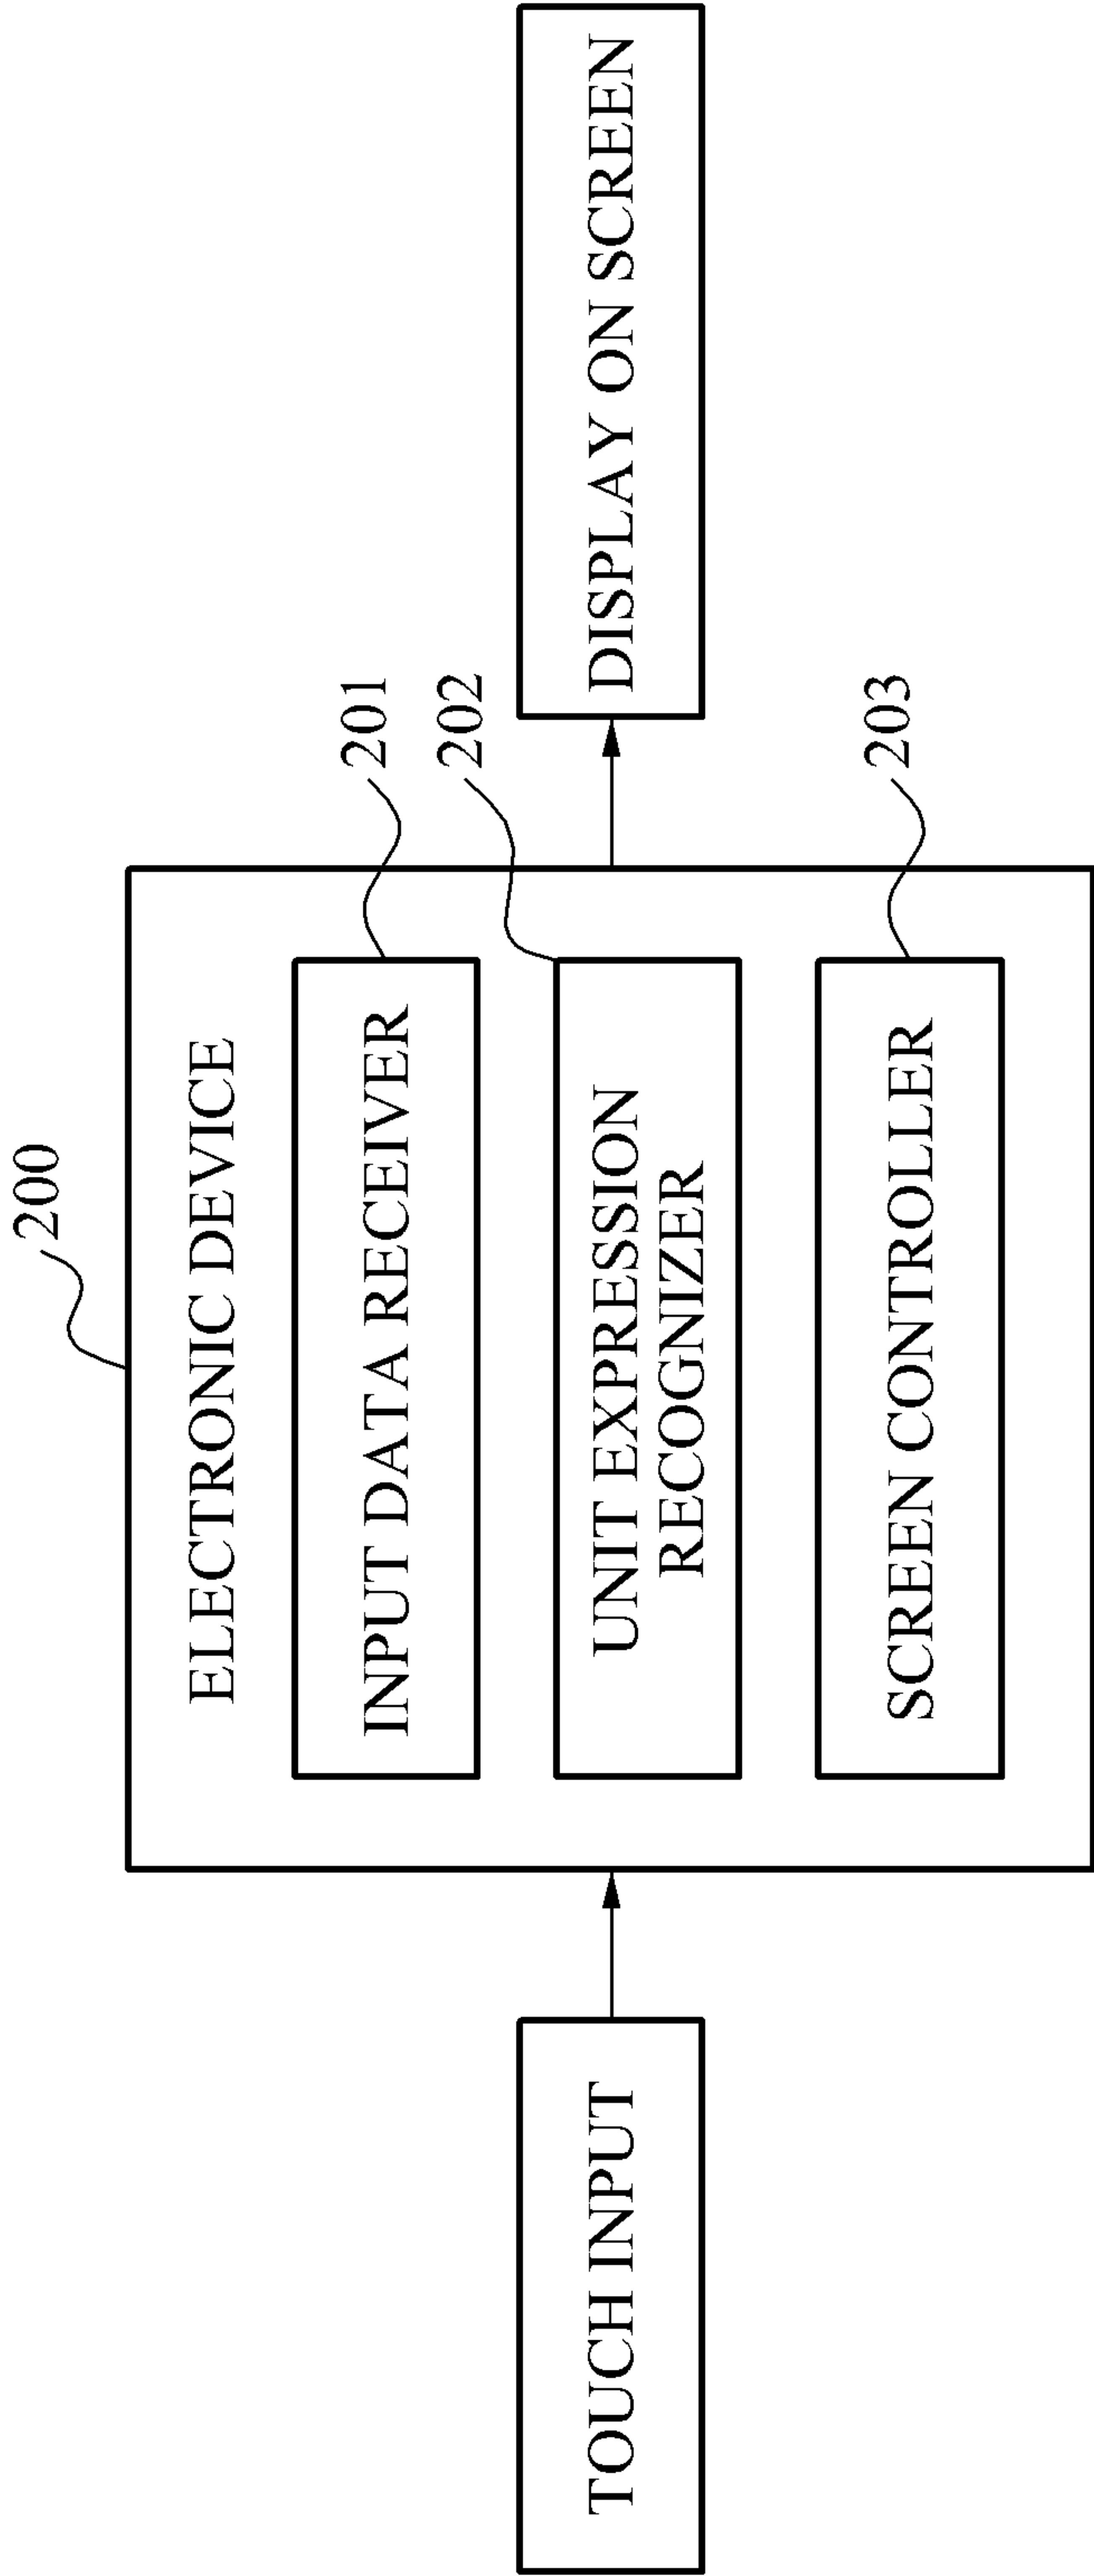 200
ELECTRONIC DEVICE
201
INPUT DATA RECEIVER
202
UNIT EXPRESSION
RECOGNIZER
203
SCREEN CONTROLLER
TOUCH INPUT
DISPLAY ON SCREEN